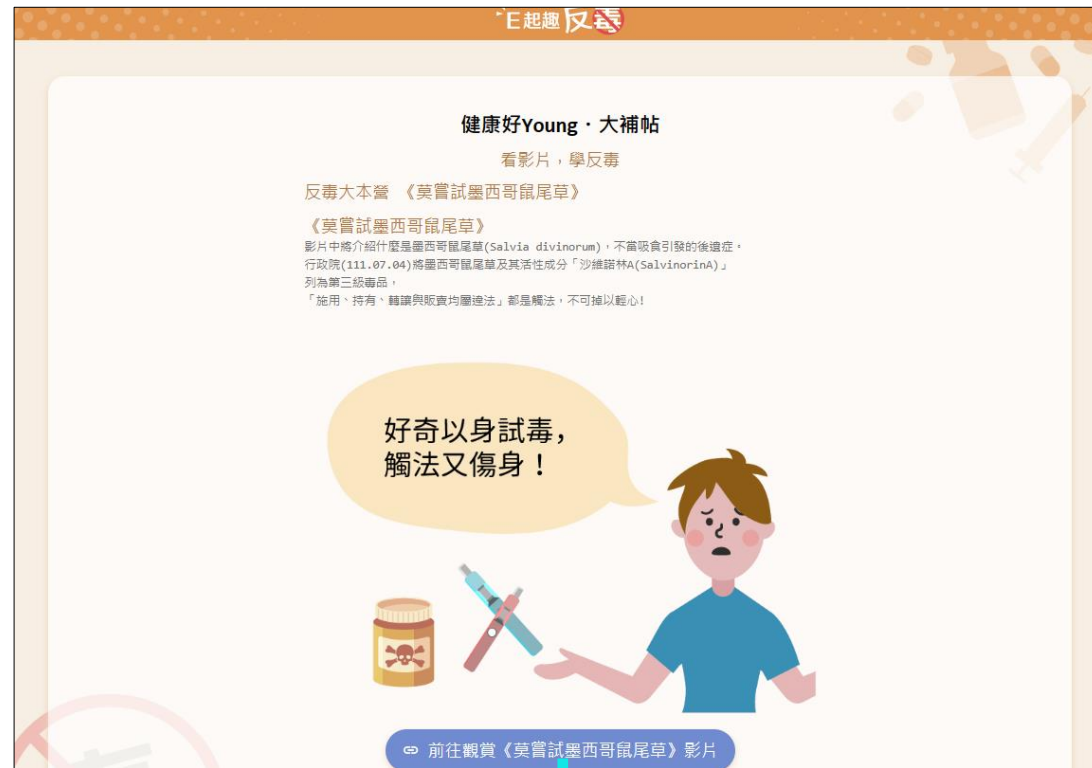 E起趣反毒
健康好Young．大補帖
看影片，學反毒
反毒大本營 《莫嘗試墨西哥鼠尾草》
《莫嘗試墨西哥鼠尾草》
影片中將介紹什麼是墨西哥鼠尾草(Salvia divinorum)，不當吸食引發的後遺症。
行政院(111.07.04)將墨西哥鼠尾草及其活性成分「沙維諾林A(SalvinorinA)」
列為第三級毒品，
「施用、持有、轉讓與販賣均屬違法」都是觸法，不可掉以輕心!
好奇以身試毒，
觸法又傷身！
前往觀賞《莫嘗試墨西哥鼠尾草》影片